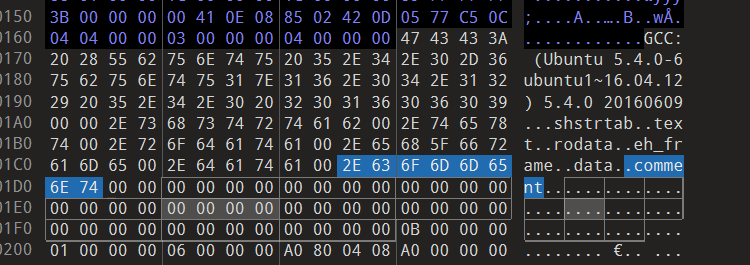 0150 3B 00 00 00 00 41 0E 08 85 02 42 0D 05 77 C5 0C ;....A..….B..wÅ.
0160 04 04 00 00 03 00 00 00 04 00 00 00 47 43 43 3A ............GCC:
0170 20 28 55 62 75 6E 74 75 20 35 2E 34 2E 30 2D 36 (Ubuntu 5.4.0-6
0180 75 62 75 6E 74 75 31 7E 31 36 2E 30 34 2E 31 32 ubuntu1~16.04.12
0190 29 20 35 2E 34 2E 30 20 32 30 31 36 30 36 30 39 ) 5.4.0 20160609
01A0 00 00 2E 73 68 73 74 72 74 61 62 00 2E 74 65 78 ...shstrtab..tex
01B0 74 00 2E 72 6F 64 61 74 61 00 2E 65 68 5F 66 72 t..rodata..eh_fr
01C0 61 6D 65 00 2E 64 61 74 61 00 2E 63 6F 6D 6D 65 ame..data..comme
01D0 6E 74 00 00 00 00 00 00 00 00 00 00 00 00 00 00 nt..............
01E0 00 00 00 00 00 00 00 00 00 00 00 00 00 00 00 00 ................
01F0 00 00 00 00 00 00 00 00 00 00 00 00 0B 00 00 00 ................
0200 01 00 00 00 06 00 00 00 A0 80 04 08 A0 00 00 00 ........ €.. ...